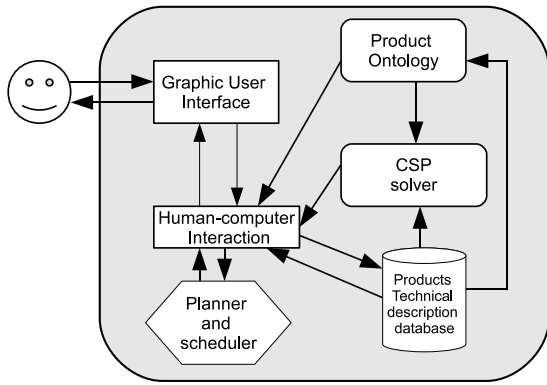 Product
Ontology
Graphic User
Interface
CSP
solver
Human-computer
Interaction
Products
Technical
description
database
Planner
and
scheduler